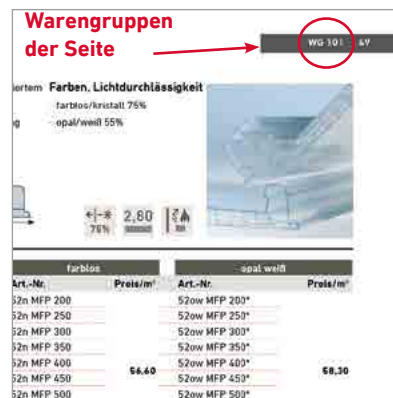 Warengruppen
der Seite
WG 101 49
Farben, Lichtdurchlässigkeit
farblos/kristall 75%
opal/weiß 55%
75% 2,80
farblos opal weiß
Art.-Nr. Preis/m² Art.-Nr. Preis/m²
52n MFP 200 52ow MFP 200*
52n MFP 250 52ow MFP 250*
52n MFP 300 52ow MFP 300*
52n MFP 350 52ow MFP 350*
52n MFP 400 56,60 52ow MFP 400* 58,30
52n MFP 450 52ow MFP 450*
52n MFP 500 52ow MFP 500*